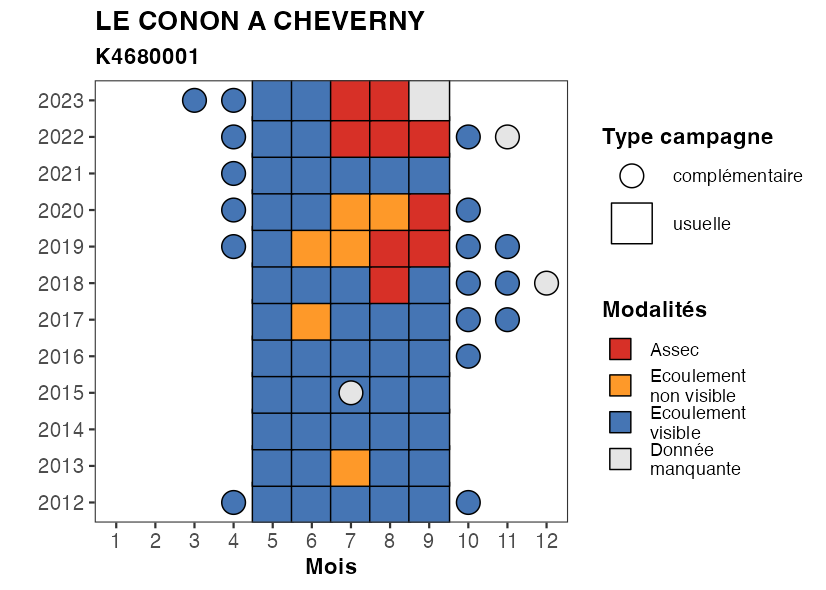 LE CONON A CHEVERNY
K4680001
2023
2022
2021
2020
2019
2018
2017
2016
2015
2014
2013
2012
1 2 3 4 5 6 7 8 9 10 11 12
Mois
Type campagne
complémentaire
usuelle
Modalités
Assec
Ecoulement
non visible
Ecoulement
visible
Donnée
manquante